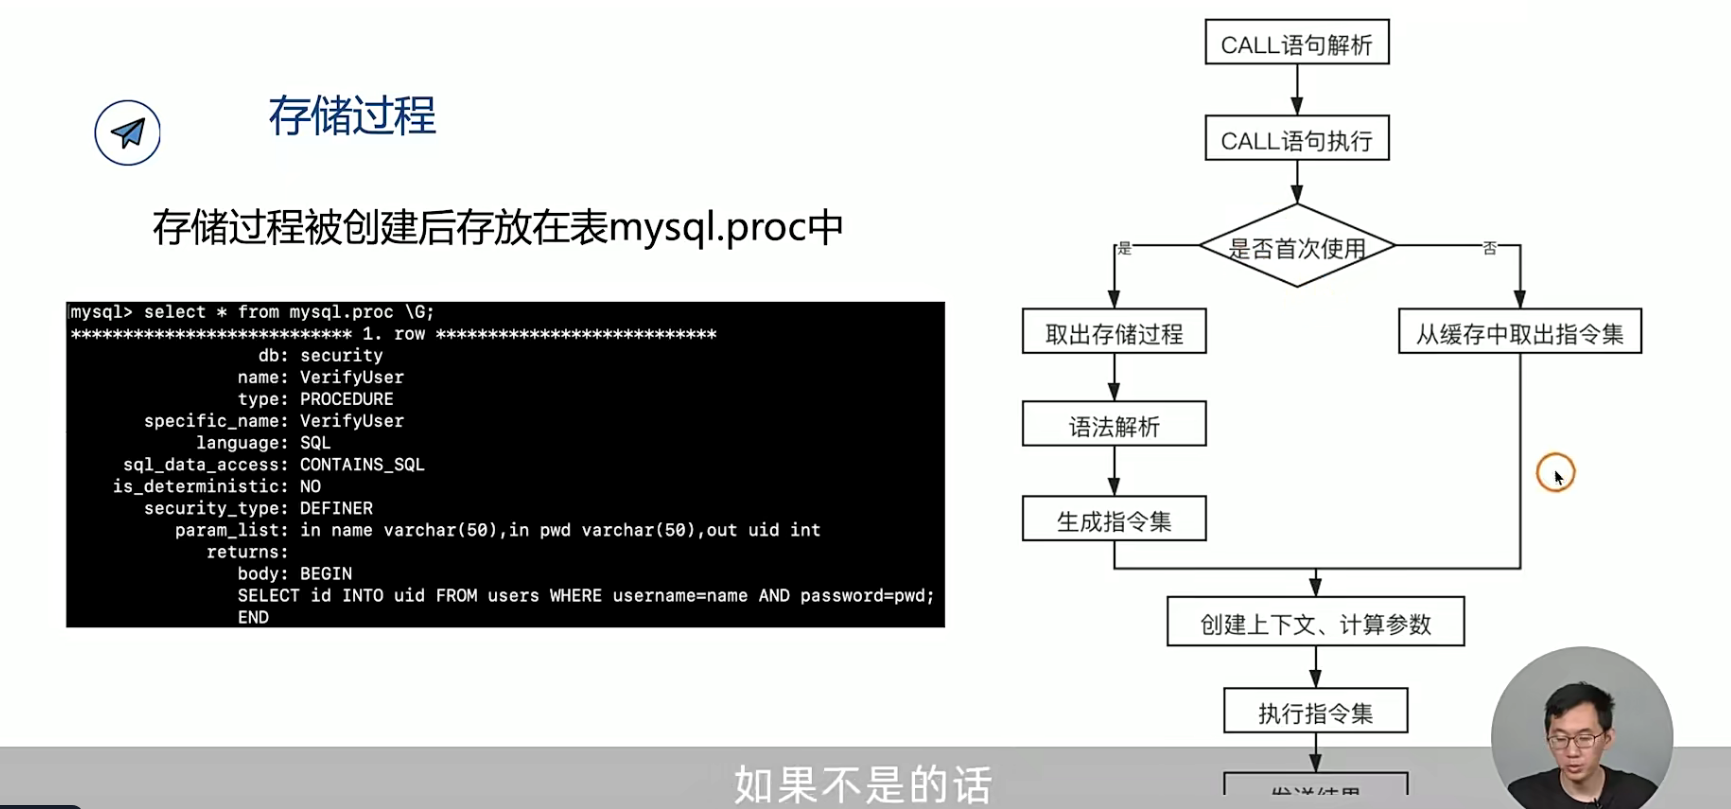 存储过程
存储过程被创建后存放在表mysql.proc中
mysql> select * from mysql.proc \G;
*************************** 1. row ***************************
db: security
name: VerifyUser
type: PROCEDURE
specific_name: VerifyUser
language: SQL
sql_data_access: CONTAINS_SQL
is_deterministic: NO
security_type: DEFINER
param_list: in name varchar(50),in pwd varchar(50),out uid int
returns:
body: BEGIN
SELECT id INTO uid FROM users WHERE username=name AND password=pwd;
END
CALL语句解析
CALL语句执行
是否首次使用
是
否
取出存储过程
从缓存中取出指令集
语法解析
生成指令集
创建上下文、计算参数
执行指令集
如果不是的话